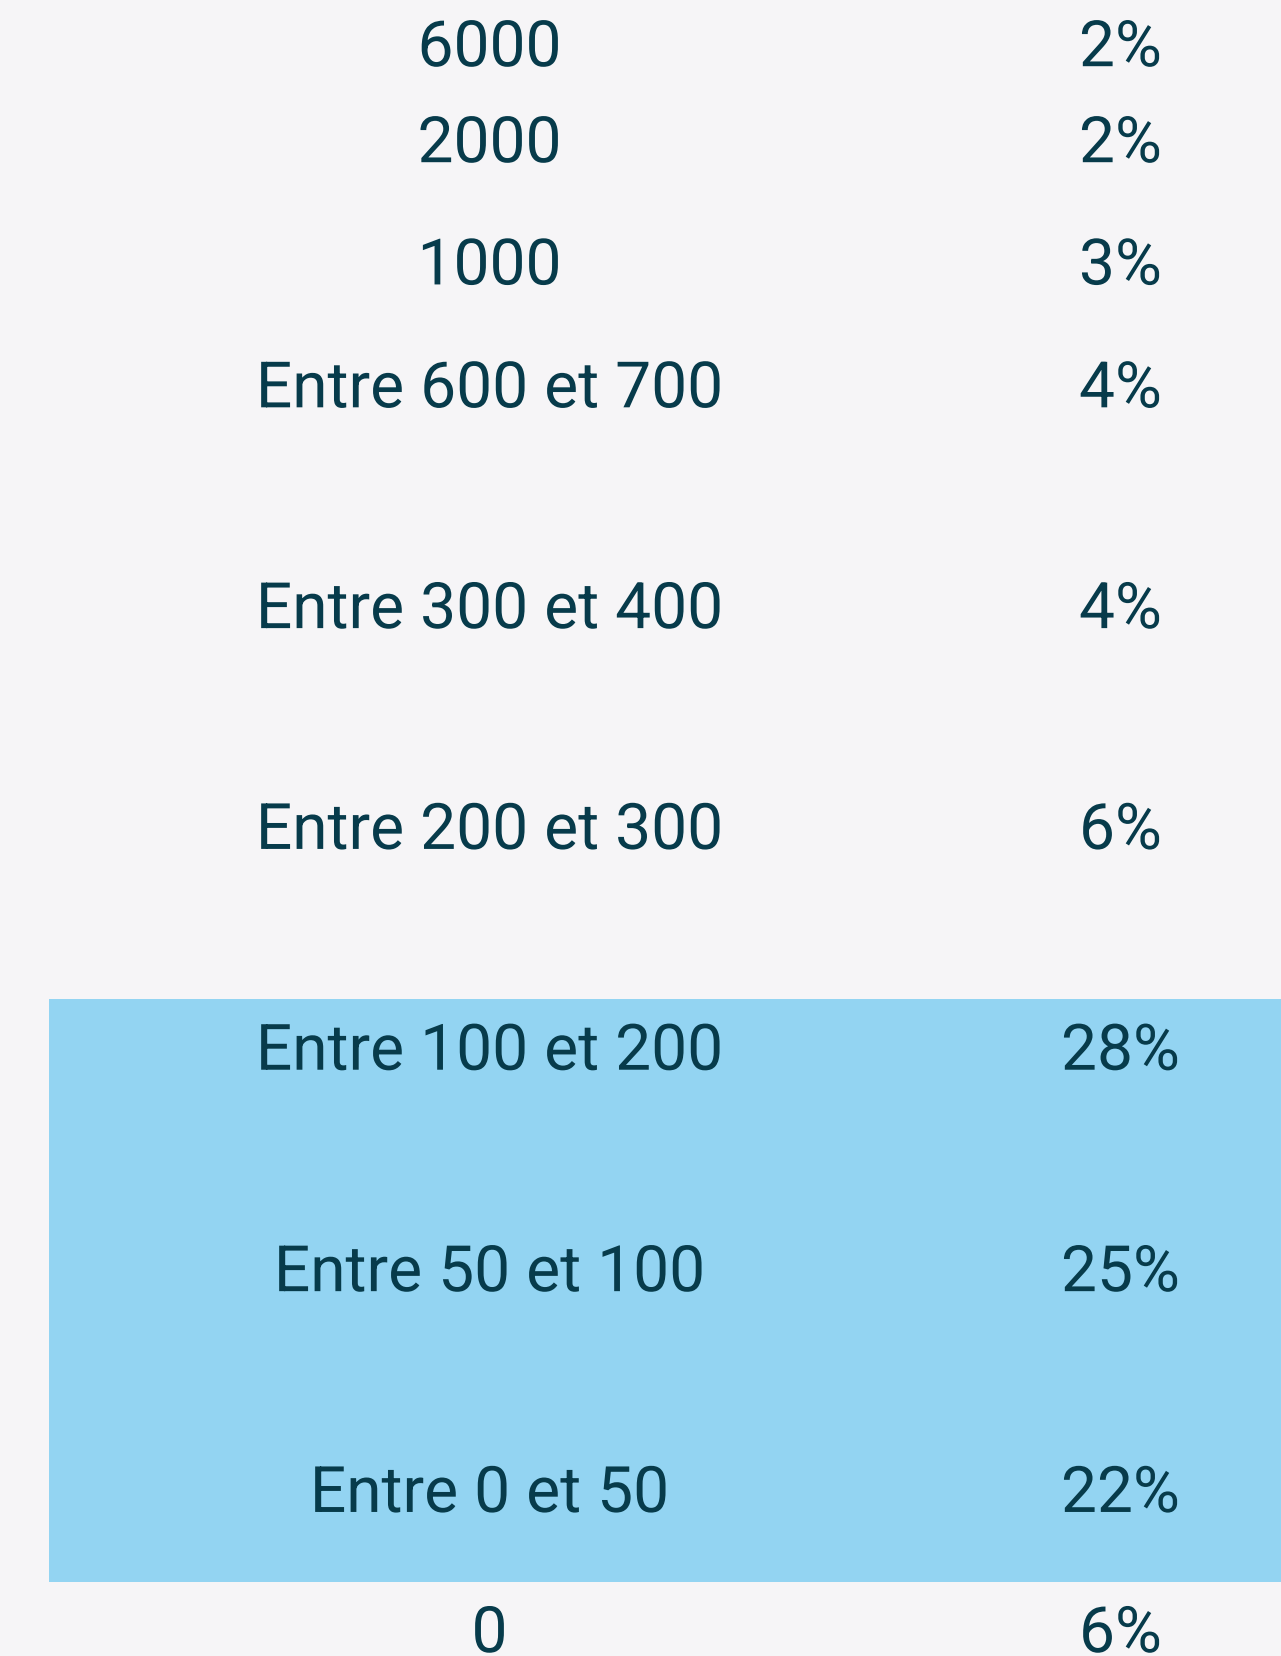 6000 2%
2000 2%
1000 3%
Entre 600 et 700 4%
Entre 300 et 400 4%
Entre 200 et 300 6%
Entre 100 et 200 28%
Entre 50 et 100 25%
Entre 0 et 50 22%
0 6%